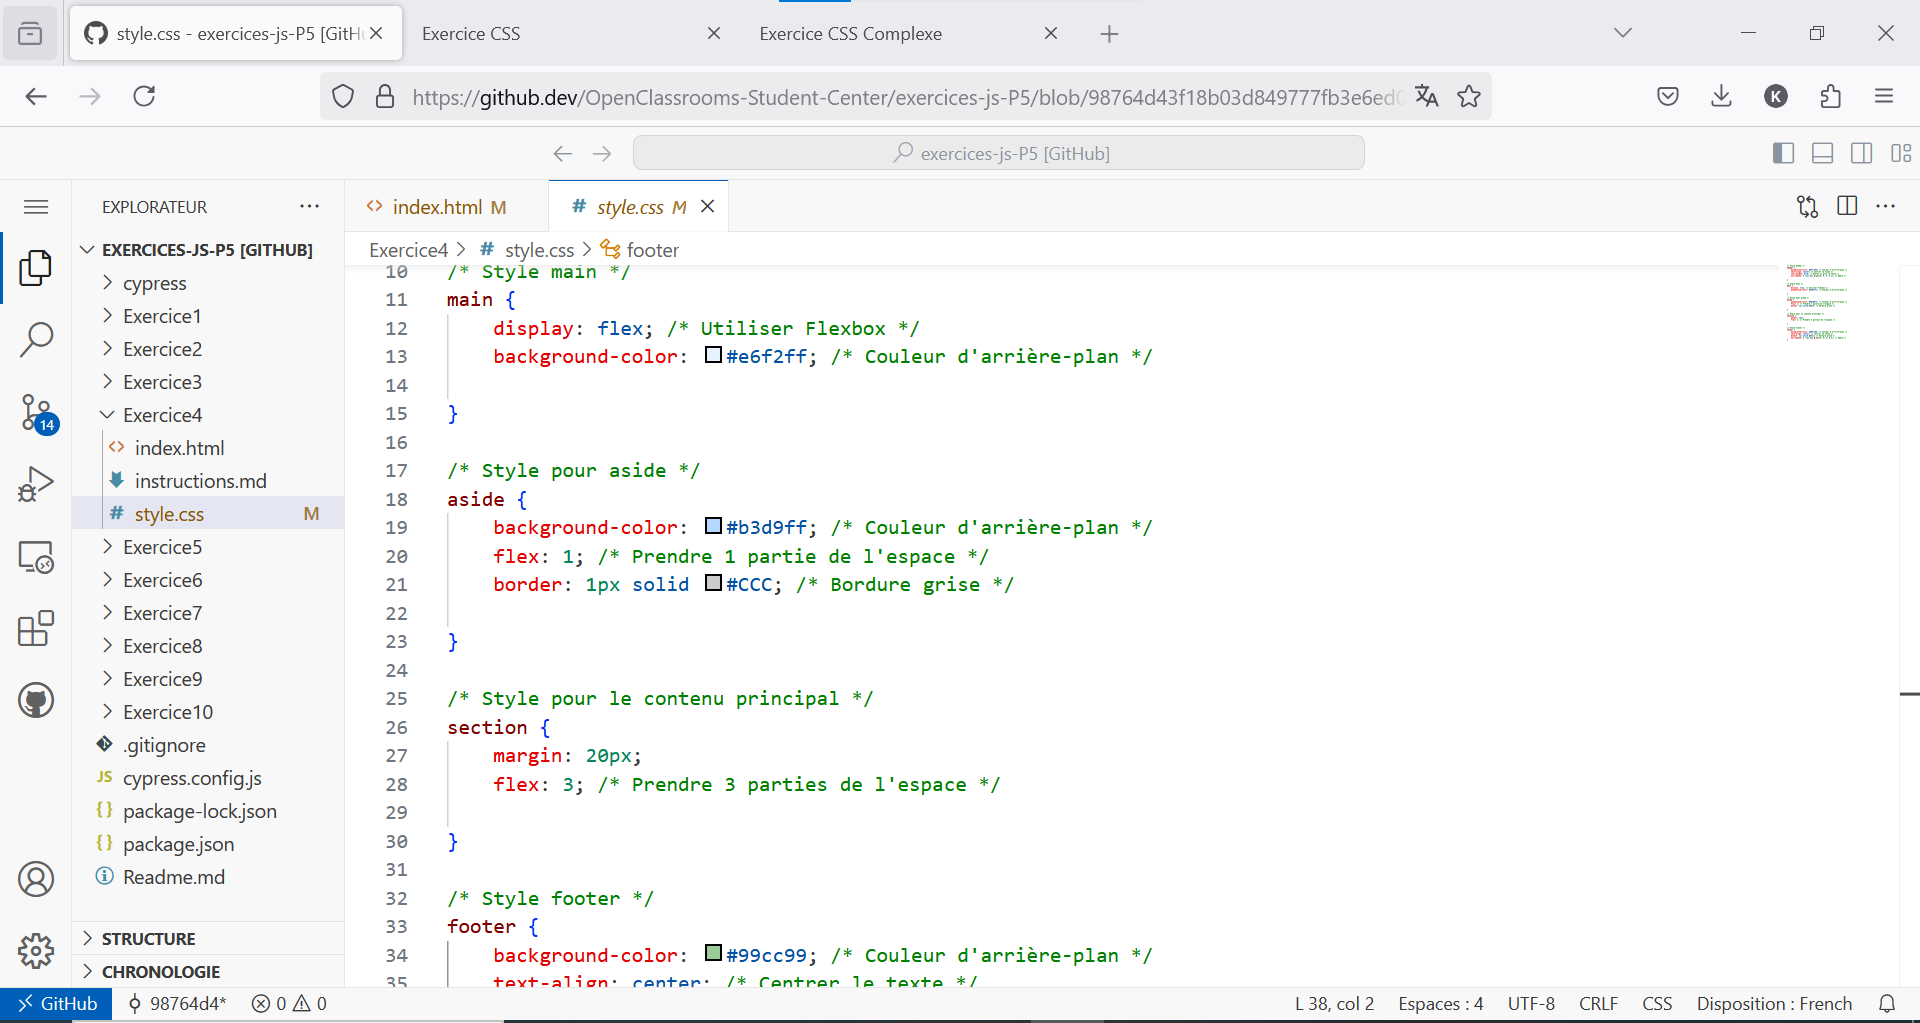 style.css - exercices-js-P5 [GitH
Exercice CSS
Exercice CSS Complexe
https://github.dev/OpenClassrooms-Student-Center/exercices-js-P5/blob/98764d43f18b03d849777fb3e6ed0
K
exercices-js-P5 [GitHub]
EXPLORATEUR
index.html M
style.css M
EXERCICES-JS-P5 [GITHUB]
Exercice4 > # style.css > footer
cypress
Exercice1
Exercice2
Exercice3
Exercice4
index.html
instructions.md
style.css M
Exercice5
Exercice6
Exercice7
Exercice8
Exercice9
Exercice10
.gitignore
JS cypress.config.js
{ } package-lock.json
{ } package.json
Readme.md
STRUCTURE
CHRONOLOGIE
14
10 /* Style main */
11 main {
12 display: flex; /* Utiliser Flexbox */
13 background-color: #e6f2ff; /* Couleur d'arrière-plan */
14
15 }
16
17 /* Style pour aside */
18 aside {
19 background-color: #b3d9ff; /* Couleur d'arrière-plan */
20 flex: 1; /* Prendre 1 partie de l'espace */
21 border: 1px solid #CCC; /* Bordure grise */
22
23 }
24
25 /* Style pour le contenu principal */
26 section {
27 margin: 20px;
28 flex: 3; /* Prendre 3 parties de l'espace */
29
30 }
31
32 /* Style footer */
33 footer {
34 background-color: #99cc99; /* Couleur d'arrière-plan */
35 text-align: center; /* Centrer le texte */
GitHub
98764d4*
0 0
L 38, col 2
Espaces : 4
UTF-8
CRLF
CSS
Disposition : French